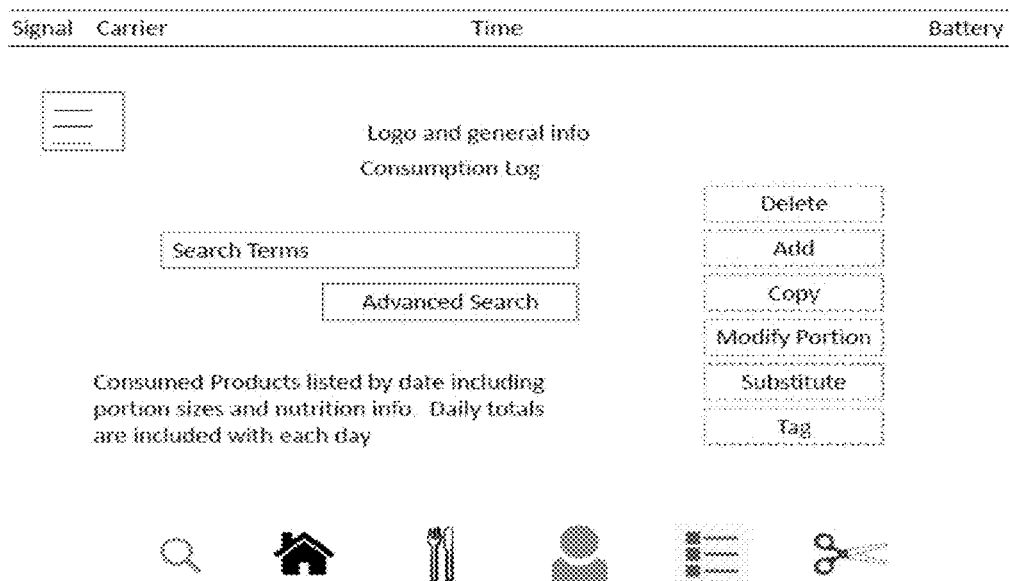 Signal Carrier Time Battery
Logo and general info
Consumption Log
Delete
Search Terms
Add
Advanced Search
Copy
Modify Portion
Consumed Products listed by date including
portion sizes and nutrition info. Daily totals
are included with each day
Substitute
Tag